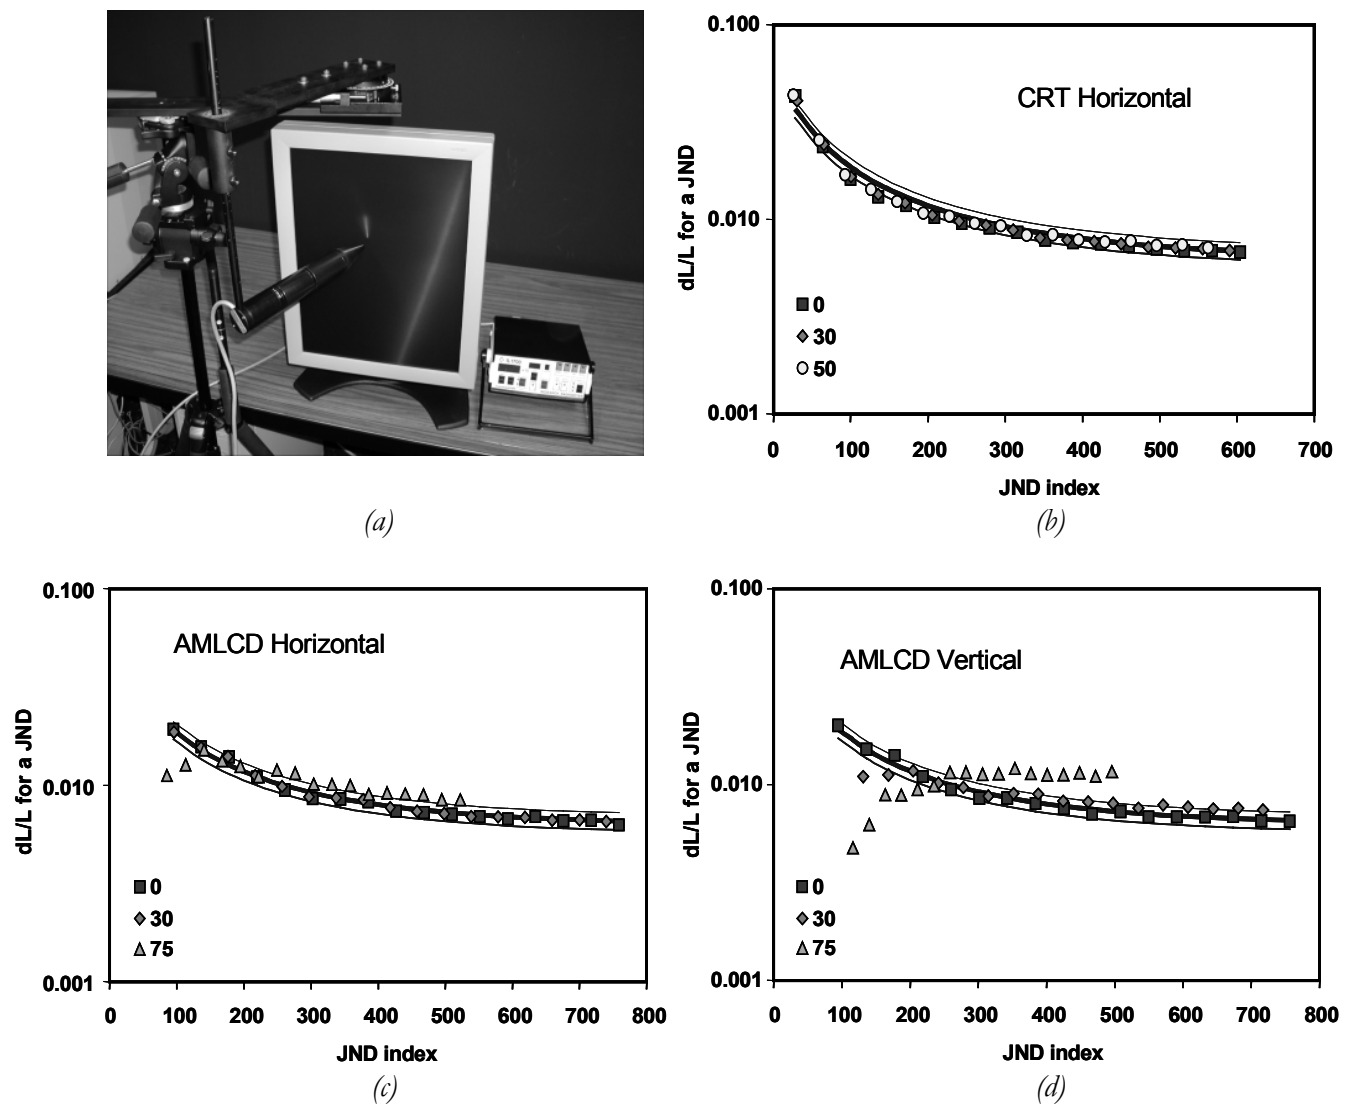 0.100
0.010
0.001
dL/L for a JND
CRT Horizontal
0
30
50
0 100 200 300 400 500 600 700
JND index
(a)
(b)
0.100
0.010
0.001
dL/L for a JND
AMLCD Horizontal
0
30
75
0 100 200 300 400 500 600 700 800
JND index
(c)
0.100
0.010
0.001
dL/L for a JND
AMLCD Vertical
0
30
75
0 100 200 300 400 500 600 700 800
JND index
(d)